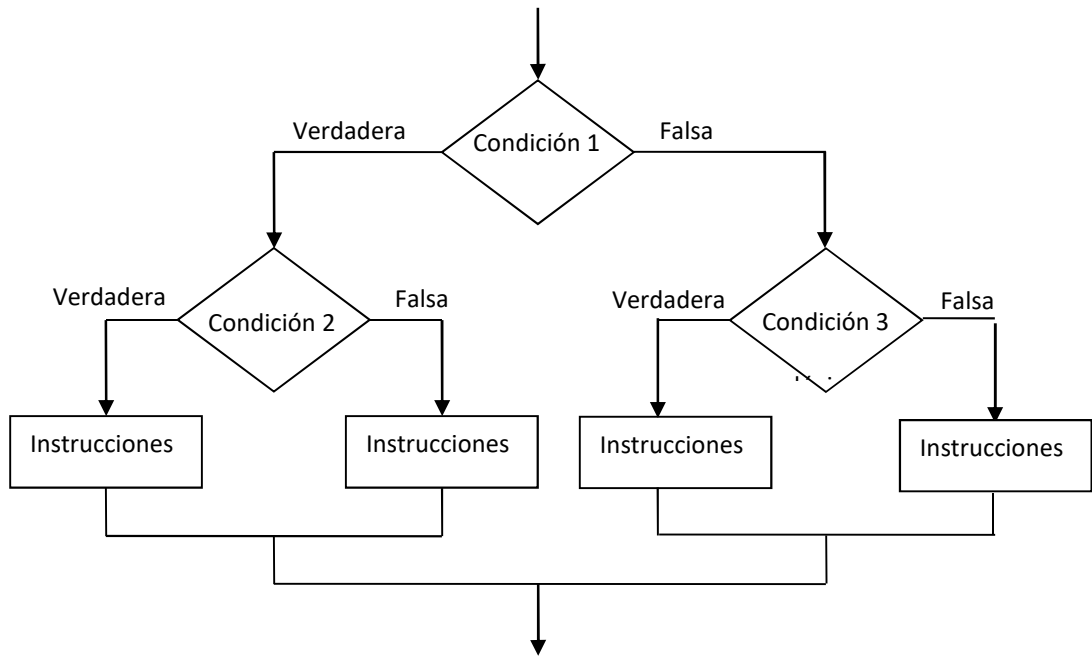 Verdadera
Condición 1
Falsa
Verdadera
Condición 2
Falsa
Verdadera
Condición 3
Falsa
Instrucciones
Instrucciones
Instrucciones
Instrucciones